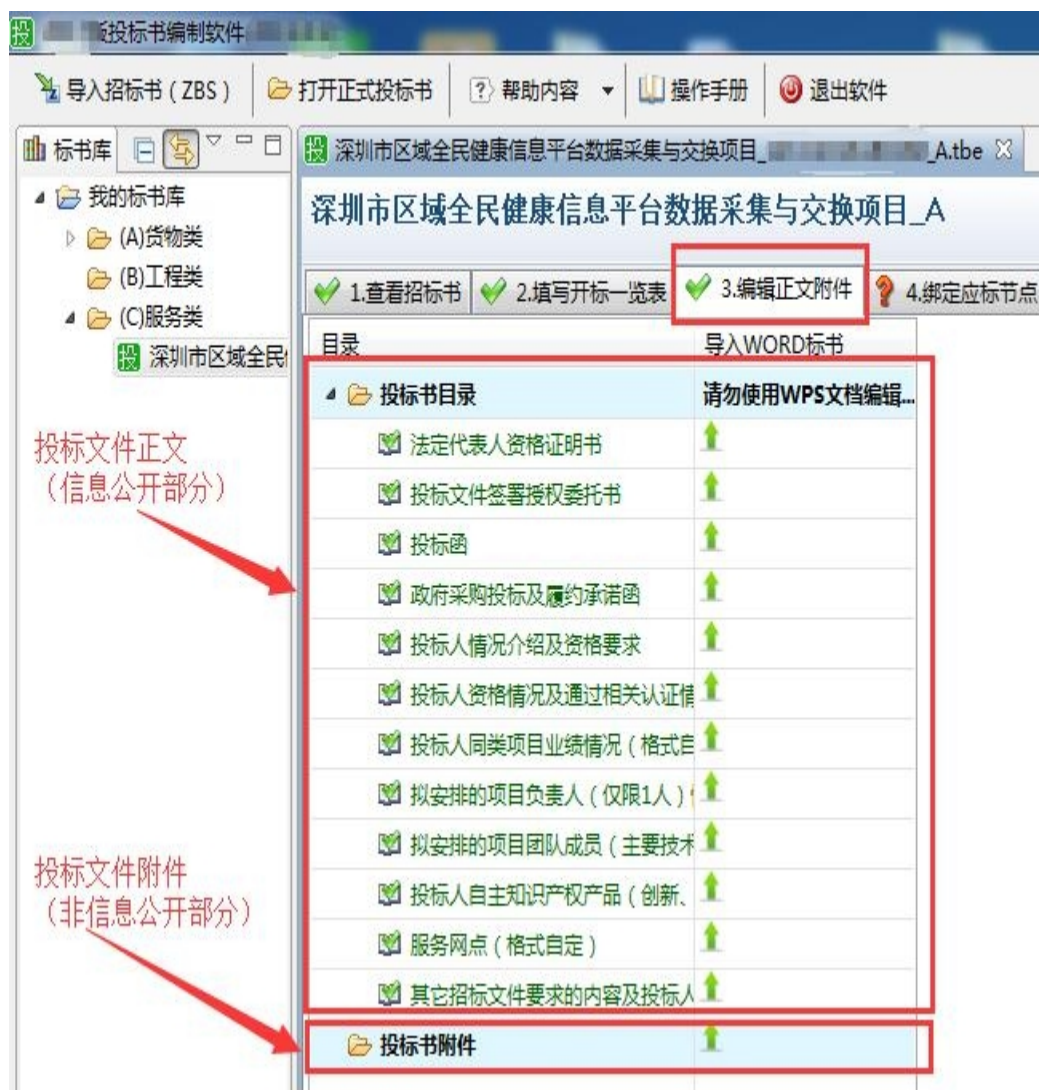 投 版投标书编制软件
导入招标书（ZBS） 打开正式投标书 帮助内容 操作手册 退出软件
标书库
投 深圳市区域全民健康信息平台数据采集与交换项目_ _A.tbe
我的标书库
(A)货物类
(B)工程类
(C)服务类
投 深圳市区域全民
深圳市区域全民健康信息平台数据采集与交换项目_A
1.查看招标书 2.填写开标一览表 3.编辑正文附件 4.绑定应标节点
目录 导入WORD标书
投标书目录 请勿使用WPS文档编辑...
法定代表人资格证明书
投标文件签署授权委托书
投标函
政府采购投标及履约承诺函
投标人情况介绍及资格要求
投标人资格情况及通过相关认证情
投标人同类项目业绩情况（格式自
拟安排的项目负责人（仅限1人）
拟安排的项目团队成员（主要技术
投标人自主知识产权产品（创新、
服务网点（格式自定）
其它招标文件要求的内容及投标人
投标书附件
投标文件正文
（信息公开部分）
投标文件附件
（非信息公开部分）